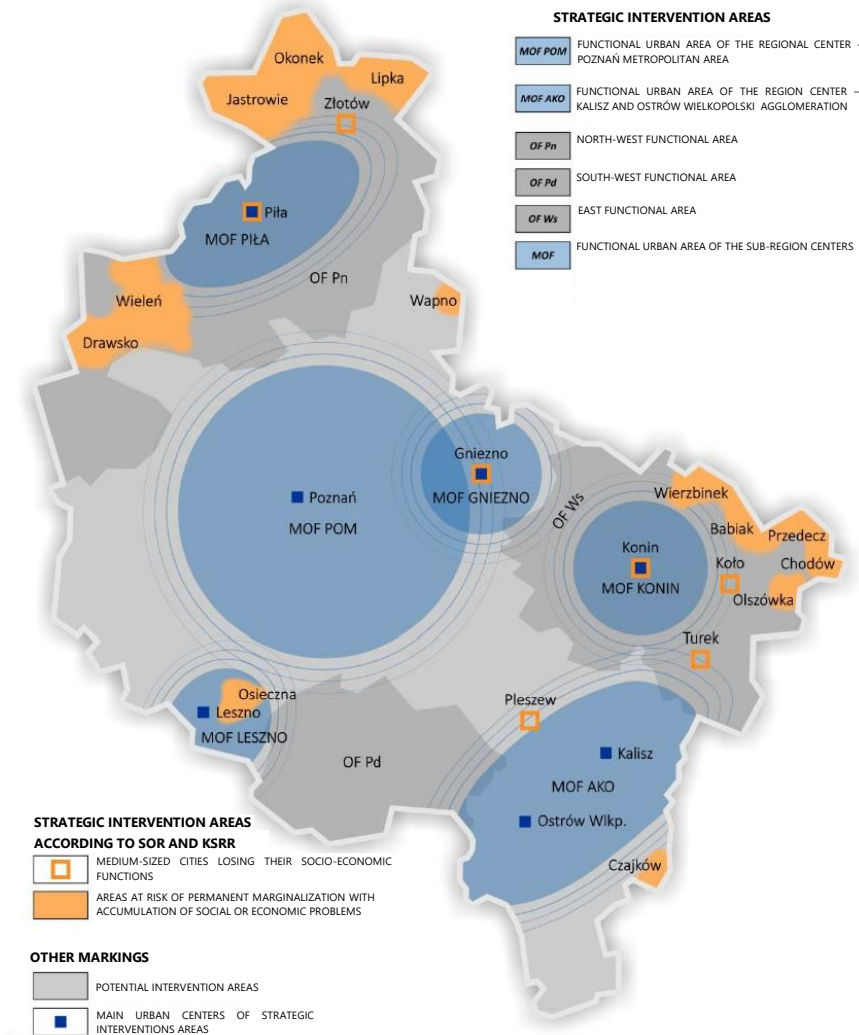 STRATEGIC INTERVENTION AREAS
MOF POM
FUNCTIONAL URBAN AREA OF THE REGIONAL CENTER -
POZNAŃ METROPOLITAN AREA
MOF AKO
FUNCTIONAL URBAN AREA OF THE REGION CENTER –
KALISZ AND OSTRÓW WIELKOPOLSKI AGGLOMERATION
OF Pn
NORTH-WEST FUNCTIONAL AREA
OF Pd
SOUTH-WEST FUNCTIONAL AREA
OF Ws
EAST FUNCTIONAL AREA
MOF
FUNCTIONAL URBAN AREA OF THE SUB-REGION CENTERS
Okonek
Lipka
Jastrowie
Złotów
Piła
MOF PIŁA
OF Pn
Wieleń
Wapno
Drawsko
Gniezno
MOF GNIEZNO
Poznań
MOF POM
OF Ws
Wierzbinek
Babiak
Przedecz
Konin
Koło
Chodów
MOF KONIN
Olszówka
Turek
Osieczna
Leszno
MOF LESZNO
Pleszew
OF Pd
Kalisz
MOF AKO
Ostrów Wlkp.
Czajków
STRATEGIC INTERVENTION AREAS
ACCORDING TO SOR AND KSRR
MEDIUM-SIZED CITIES LOSING THEIR SOCIO-ECONOMIC
FUNCTIONS
AREAS AT RISK OF PERMANENT MARGINALIZATION WITH
ACCUMULATION OF SOCIAL OR ECONOMIC PROBLEMS
OTHER MARKINGS
POTENTIAL INTERVENTION AREAS
MAIN URBAN CENTERS OF STRATEGIC
INTERVENTIONS AREAS